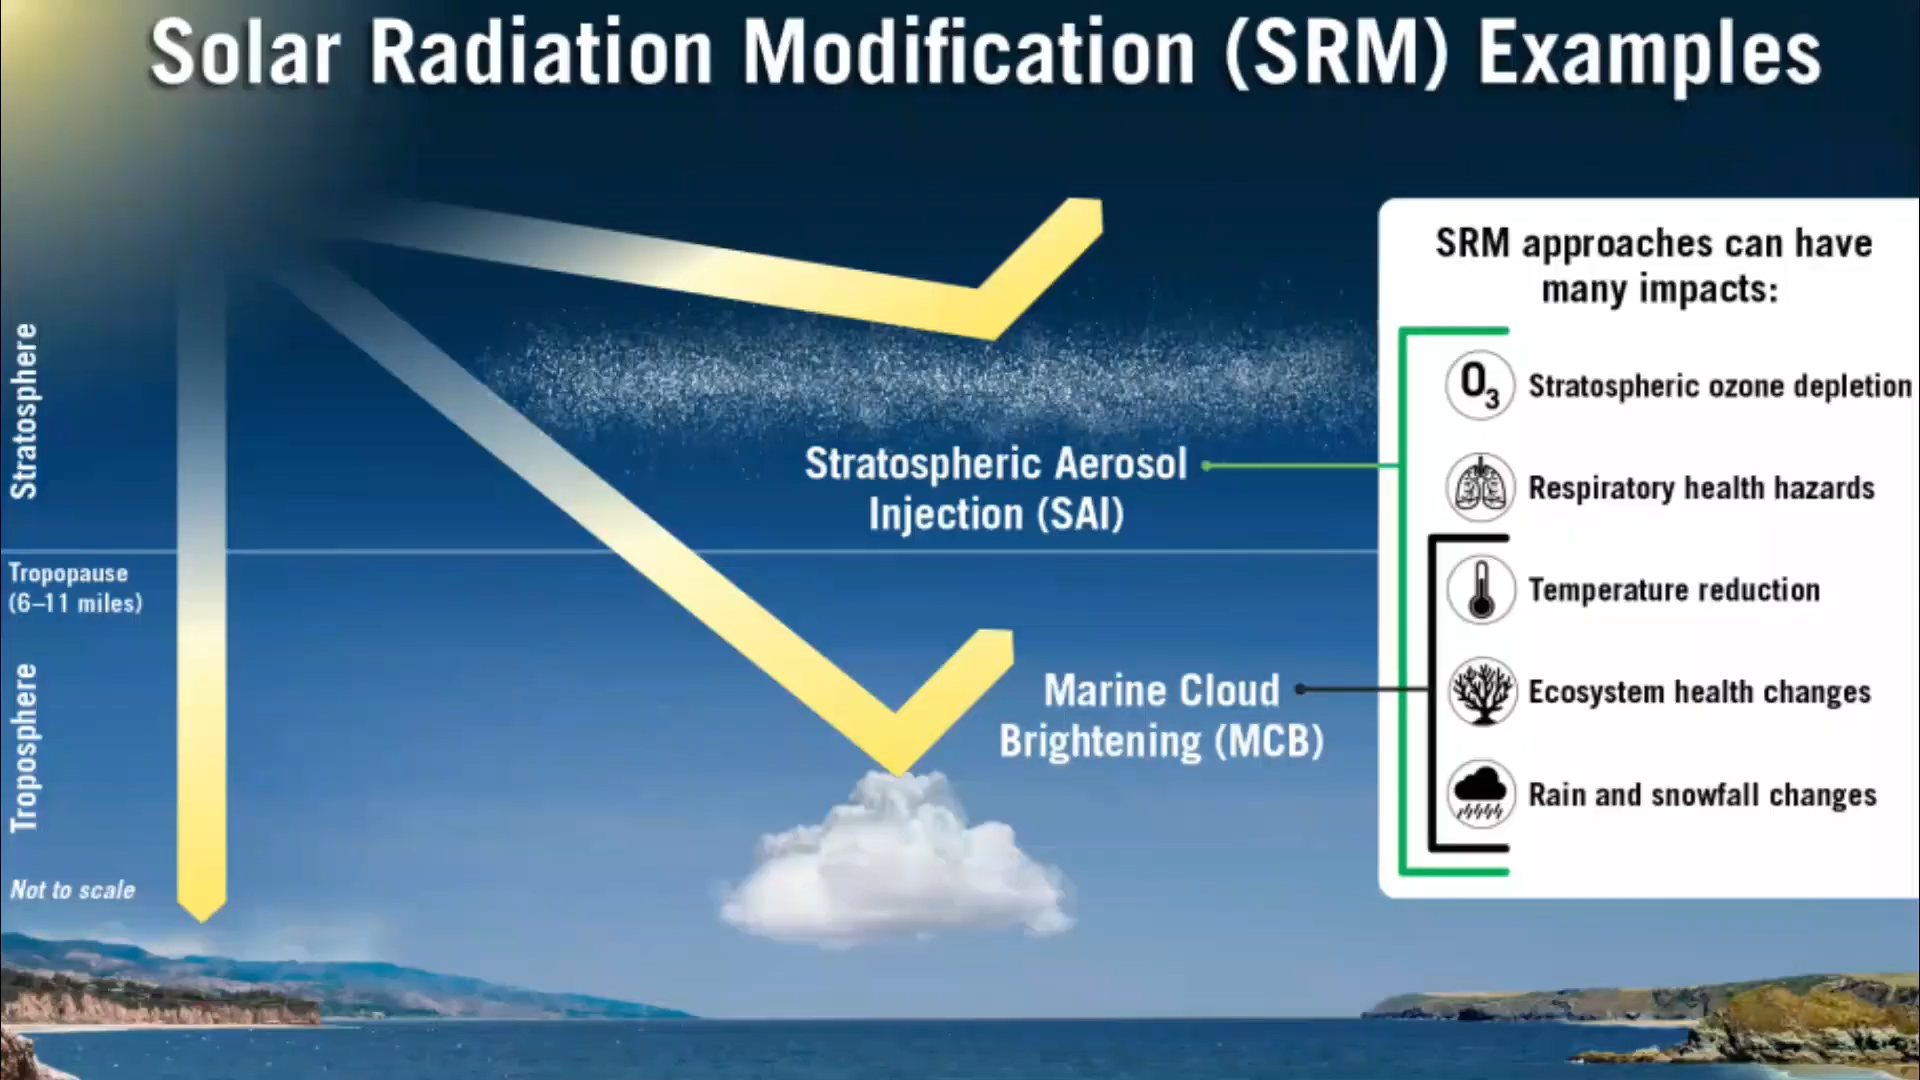 Solar Radiation Modification (SRM) Examples
Stratosphere
Tropopause
(6–11 miles)
Troposphere
Not to scale
Stratospheric Aerosol
Injection (SAI)
Marine Cloud
Brightening (MCB)
SRM approaches can have
many impacts:
O3
Stratospheric ozone depletion
Respiratory health hazards
Temperature reduction
Ecosystem health changes
Rain and snowfall changes